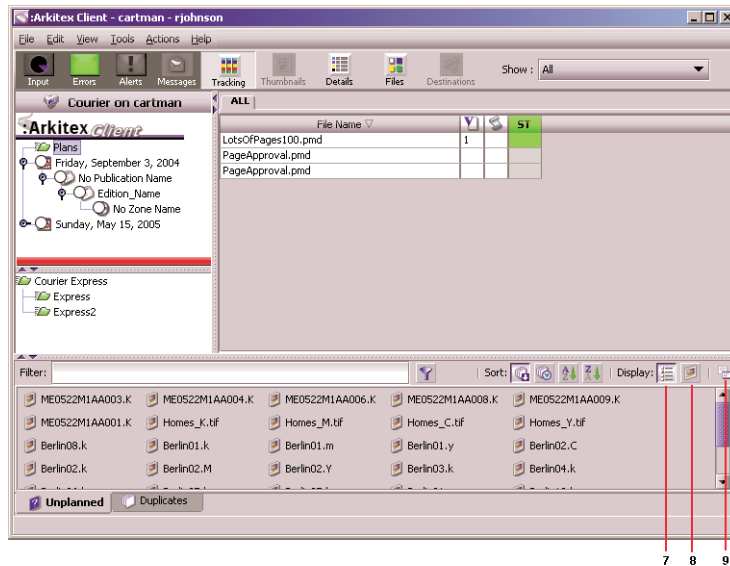 :Arkitex Client - cartman - rjohnson
File Edit View Tools Actions Help
Input Errors Alerts Messages Tracking Thumbnails Details Files Destinations Show : All
Courier on cartman
:Arkitex Client
Plans
Friday, September 3, 2004
No Publication Name
Edition_Name
No Zone Name
Sunday, May 15, 2005
Courier Express
Express
Express2
ALL
File Name ST
LotsOfPages100.pmd 1
PageApproval.pmd
PageApproval.pmd
Filter: Sort: Display:
ME0522M1AA003.K ME0522M1AA004.K ME0522M1AA006.K ME0522M1AA008.K ME0522M1AA009.K
ME0522M1AA001.K Homes_K.tif Homes_M.tif Homes_C.tif Homes_Y.tif
Berlin08.k Berlin01.k Berlin01.m Berlin01.y Berlin02.C
Berlin02.k Berlin02.M Berlin02.Y Berlin03.k Berlin04.k
Unplanned Duplicates
7 8 9